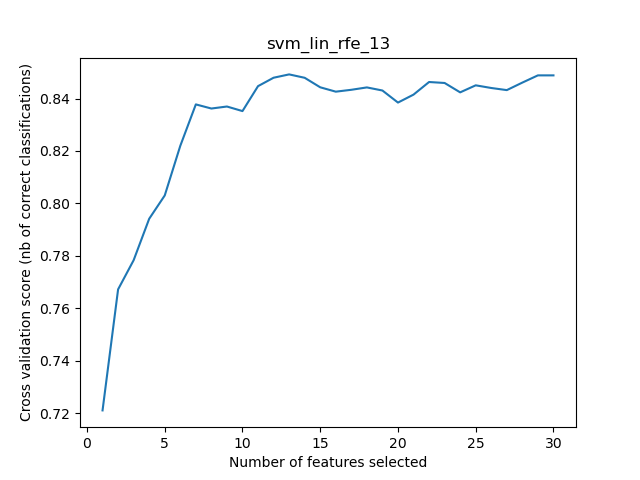 svm_lin_rfe_13
Cross validation score (nb of correct classifications)
0.84
0.82
0.80
0.78
0.76
0.74
0.72
0 5 10 15 20 25 30
Number of features selected